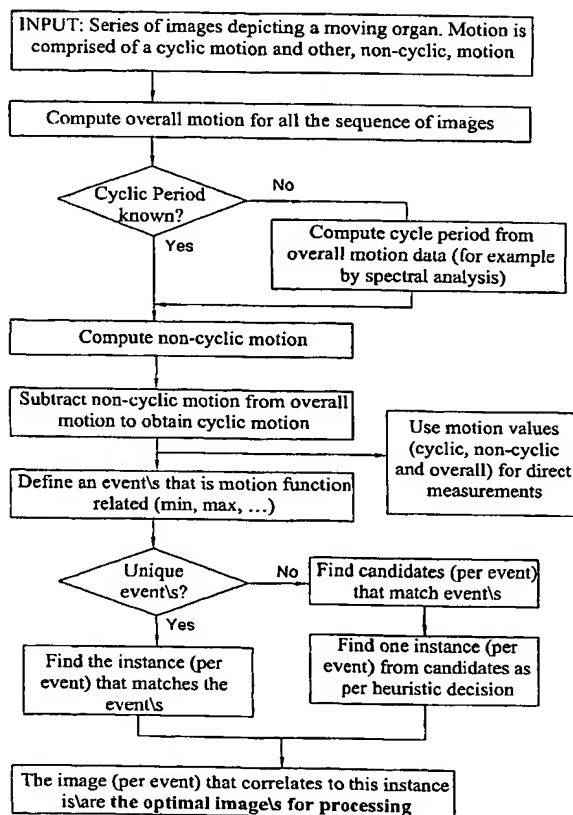 INPUT: Series of images depicting a moving organ. Motion is
comprised of a cyclic motion and other, non-cyclic, motion
Compute overall motion for all the sequence of images
Cyclic Period
known?
No
Yes
Compute cycle period from
overall motion data (for example
by spectral analysis)
Compute non-cyclic motion
Subtract non-cyclic motion from overall
motion to obtain cyclic motion
Use motion values
(cyclic, non-cyclic
and overall) for direct
measurements
Define an event\s that is motion function
related (min, max, ...)
Unique
event\s?
No
Yes
Find candidates (per event)
that match event\s
Find the instance (per
event) that matches the
event\s
Find one instance (per
event) from candidates as
per heuristic decision
The image (per event) that correlates to this instance
is\are the optimal image\s for processing